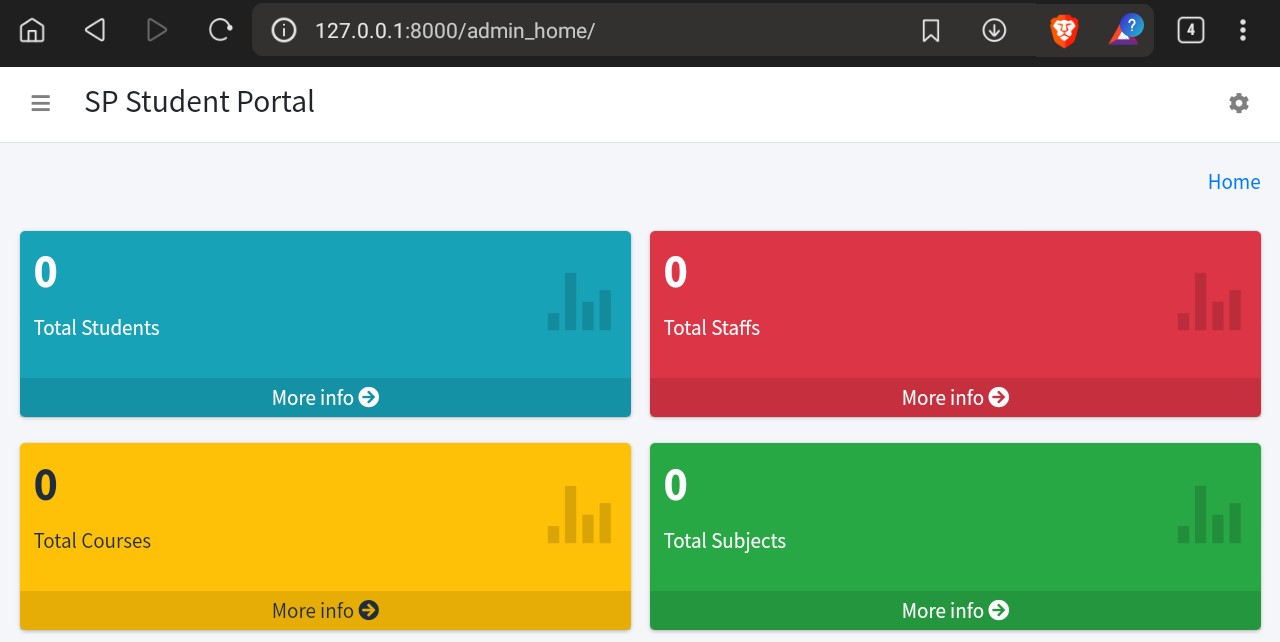 127.0.0.1:8000/admin_home/
?
4
SP Student Portal
Home
0
Total Students
More info
0
Total Staffs
More info
0
Total Courses
More info
0
Total Subjects
More info